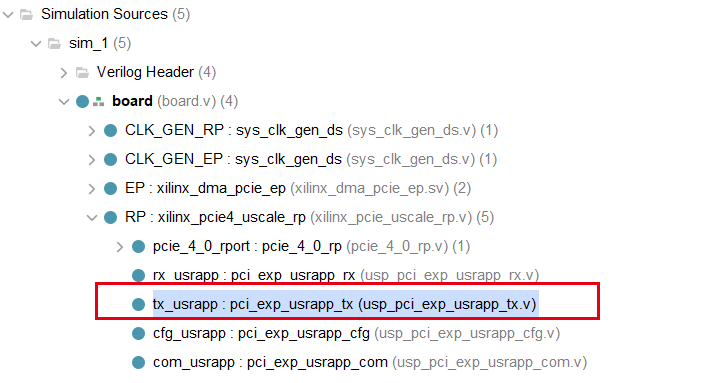 Simulation Sources (5)
sim_1 (5)
Verilog Header (4)
board (board.v) (4)
CLK_GEN_RP : sys_clk_gen_ds (sys_clk_gen_ds.v) (1)
CLK_GEN_EP : sys_clk_gen_ds (sys_clk_gen_ds.v) (1)
EP : xilinx_dma_pcie_ep (xilinx_dma_pcie_ep.sv) (2)
RP : xilinx_pcie4_uscale_rp (xilinx_pcie_uscale_rp.v) (5)
pcie_4_0_rport : pcie_4_0_rp (pcie_4_0_rp.v) (1)
rx_usrapp : pci_exp_usrapp_rx (usp_pci_exp_usrapp_rx.v)
tx_usrapp : pci_exp_usrapp_tx (usp_pci_exp_usrapp_tx.v)
cfg_usrapp : pci_exp_usrapp_cfg (usp_pci_exp_usrapp_cfg.v)
com_usrapp : pci_exp_usrapp_com (usp_pci_exp_usrapp_com.v)